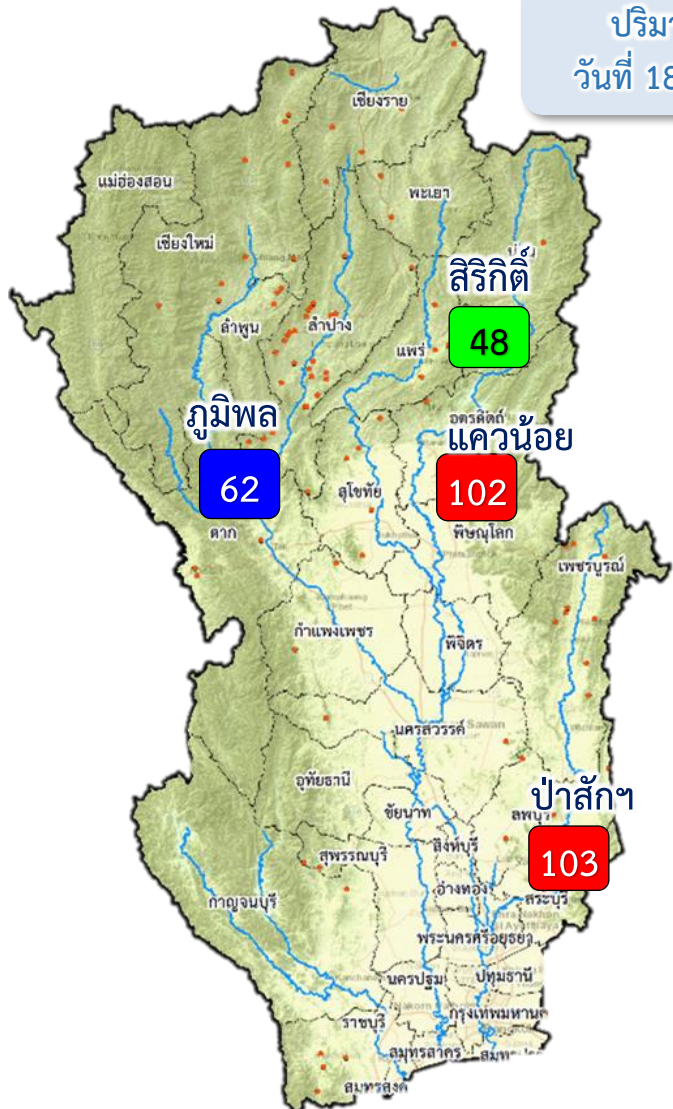 ปริมา
วันที่ 18
เชียงราย
แม่ฮ่องสอน
พะเยา
เชียงใหม่
น่าน
สิริกิติ์
48
ลำพูน
ลำปาง
แพร่
ภูมิพล
62
อุตรดิตถ์
แควน้อย
102
สุโขทัย
ตาก
พิษณุโลก
เพชรบูรณ์
กำแพงเพชร
พิจิตร
นครสวรรค์
Sawan
อุทัยธานี
ป่าสักฯ
103
ชัยนาท
ลพบุรี
สิงห์บุรี
สุพรรณบุรี
อ่างทอง
สระบุรี
กาญจนบุรี
พระนครศรีอยุธยา
นครปฐม
ปทุมธานี
กรุงเทพมหานค
ราชบุรี
สมุทรสาคร
สมุทรสงค